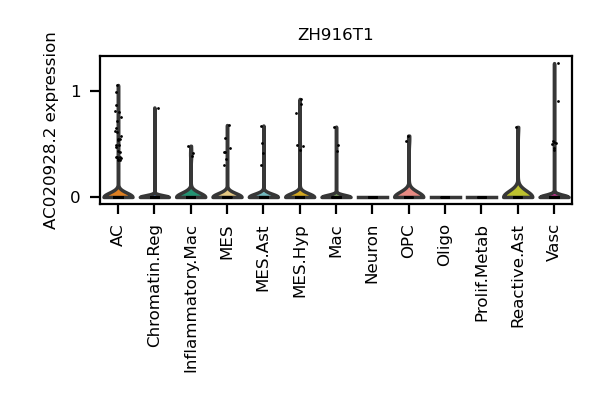 ZH916T1
AC020928.2 expression
1
0
AC
Chromatin.Reg
Inflammatory.Mac
MES
MES.Ast
MES.Hyp
Mac
Neuron
OPC
Oligo
Prolif.Metab
Reactive.Ast
Vasc